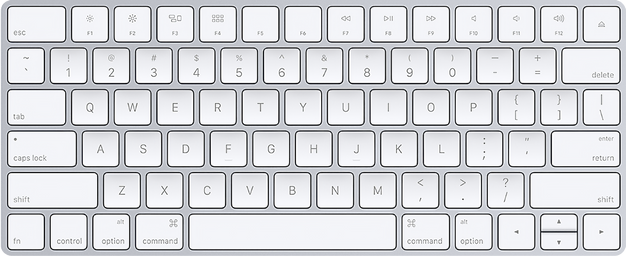 esc F1 F2 F3 F4 F5 F6 F7 F8 F9 F10 F11 F12
~ ! @ # $ % ^ & * ( ) — +
` 1 2 3 4 5 6 7 8 9 0 - = delete
tab Q W E R T Y U I O P { [ } ] | \
caps lock A S D F G H J K L : ; " ' enter return
shift Z X C V B N M < , > . ? / shift
fn control alt option ⌘ command ⌘ command alt option ◄ ▲ ▼ ►